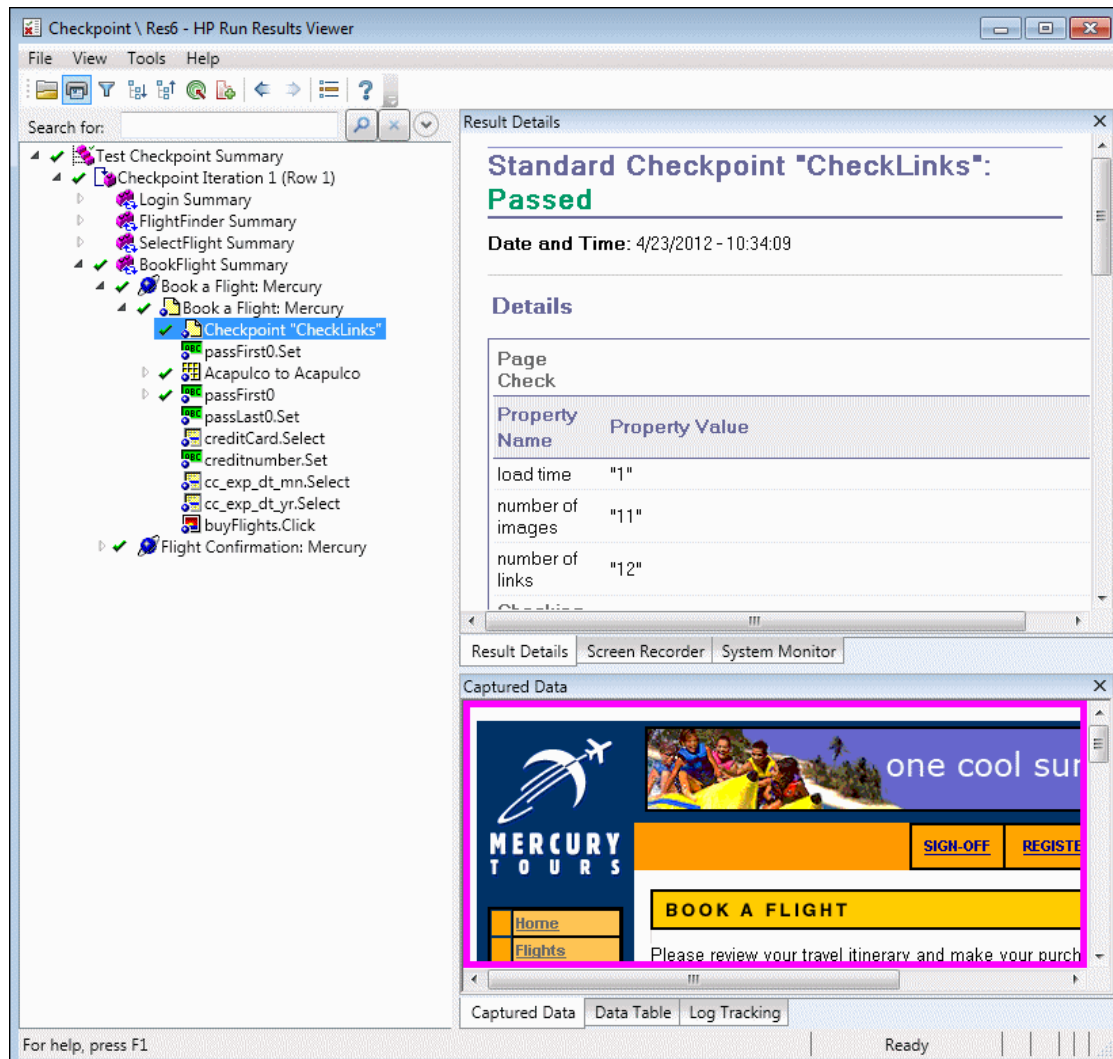 Checkpoint \ Res6 - HP Run Results Viewer
File View Tools Help
Search for:
Test Checkpoint Summary
Checkpoint Iteration 1 (Row 1)
Login Summary
FlightFinder Summary
SelectFlight Summary
BookFlight Summary
Book a Flight: Mercury
Book a Flight: Mercury
Checkpoint "CheckLinks"
passFirst0.Set
Acapulco to Acapulco
passFirst0
passLast0.Set
creditCard.Select
creditnumber.Set
cc_exp_dt_mn.Select
cc_exp_dt_yr.Select
buyFlights.Click
Flight Confirmation: Mercury
Result Details
Standard Checkpoint "CheckLinks":
Passed
Date and Time: 4/23/2012 - 10:34:09
Details
Page
Check
Property
Name
Property Value
load time "1"
number of
images
"11"
number of
links
"12"
Result Details Screen Recorder System Monitor
Captured Data
one cool sur
MERCURY
TOURS
SIGN-OFF REGISTE
BOOK A FLIGHT
Home
Flights
Please review your travel itinerary and make your purch
Captured Data Data Table Log Tracking
For help, press F1 Ready